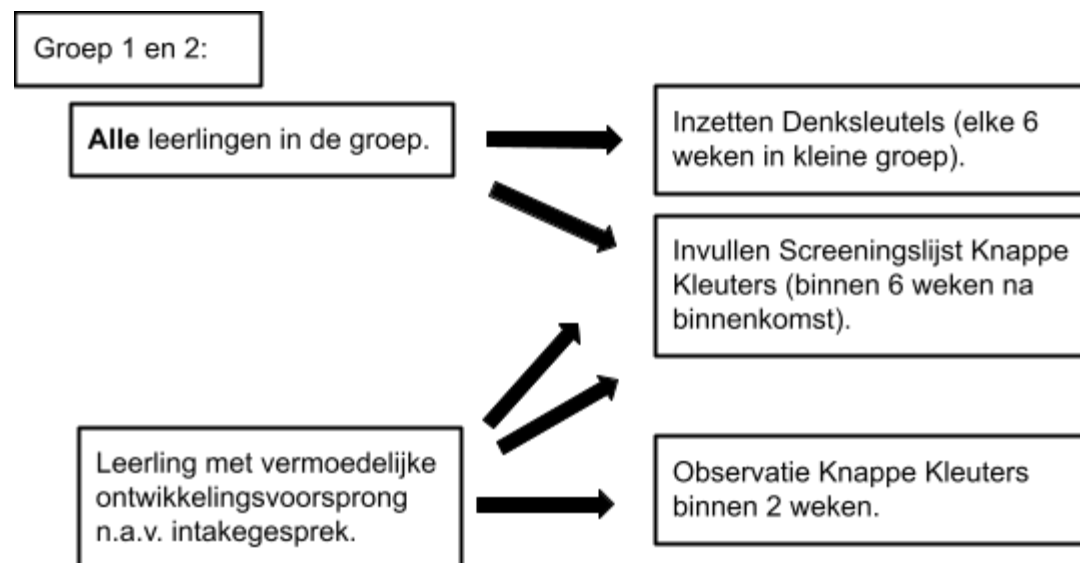 Groep 1 en 2:
Alle leerlingen in de groep.
Inzetten Denksleutels (elke 6
weken in kleine groep).
Invullen Screeningslijst Knappe
Kleuters (binnen 6 weken na
binnenkomst).
Leerling met vermoedelijke
ontwikkelingsvoorsprong
n.a.v. intakegesprek.
Observatie Knappe Kleuters
binnen 2 weken.